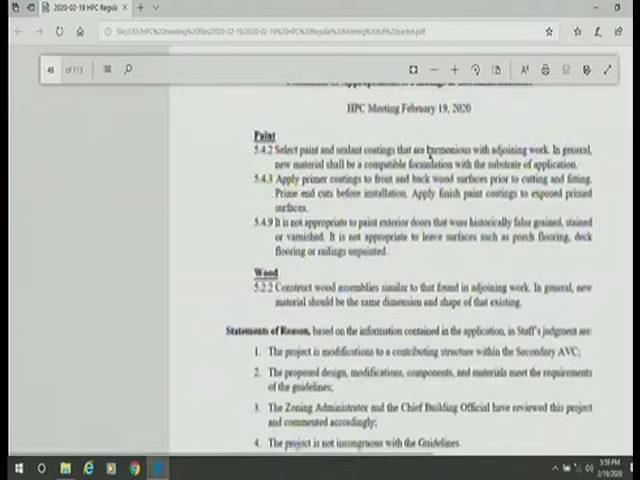 2020-02-19 HPC Regula
file:///D:/HPC%20meeting%20files/2020-02-19/2020-02-19%20HPC%20Regular%20Meeting%20full%20packet.pdf
46 of 113
HPC Meeting February 19, 2020
Paint
5.4.2 Select paint and sealant coatings that are harmonious with adjoining work. In general,
new material shall be a compatible formulation with the substrate of application.
5.4.3 Apply primer coatings to front and back wood surfaces prior to cutting and fitting.
Prime end cuts before installation. Apply finish paint coatings to exposed primed
surfaces.
5.4.9 It is not appropriate to paint exterior doors that were historically false grained, stained
or varnished. It is not appropriate to leave surfaces such as porch flooring, deck
flooring or railings unpainted.
Wood
5.2.2 Construct wood assemblies similar to that found in adjoining work. In general, new
material should be the same dimension and shape of that existing.
Statements of Reason, based on the information contained in the application, in Staff's judgment are:
1. The project is modifications to a contributing structure within the Secondary AVC;
2. The proposed design, modifications, components, and materials meet the requirements
of the guidelines;
3. The Zoning Administrator and the Chief Building Official have reviewed this project
and commented accordingly;
4. The project is not incongruous with the Guidelines
5:59 PM
2/19/2020